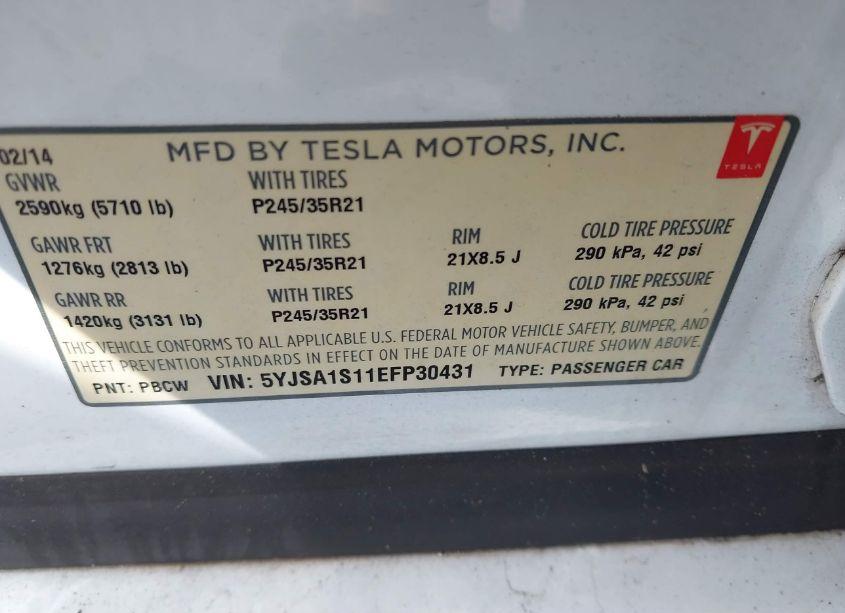 02/14 MFD BY TESLA MOTORS, INC. TESLA
GVWR WITH TIRES
2590kg (5710 lb) P245/35R21
GAWR FRT WITH TIRES RIM COLD TIRE PRESSURE
1276kg (2813 lb) P245/35R21 21X8.5 J 290 kPa, 42 psi
GAWR RR WITH TIRES RIM COLD TIRE PRESSURE
1420kg (3131 lb) P245/35R21 21X8.5 J 290 kPa, 42 psi
THIS VEHICLE CONFORMS TO ALL APPLICABLE U.S. FEDERAL MOTOR VEHICLE SAFETY, BUMPER, AND
THEFT PREVENTION STANDARDS IN EFFECT ON THE DATE OF MANUFACTURE SHOWN ABOVE.
PNT: PBCW VIN: 5YJSA1S11EFP30431 TYPE: PASSENGER CAR